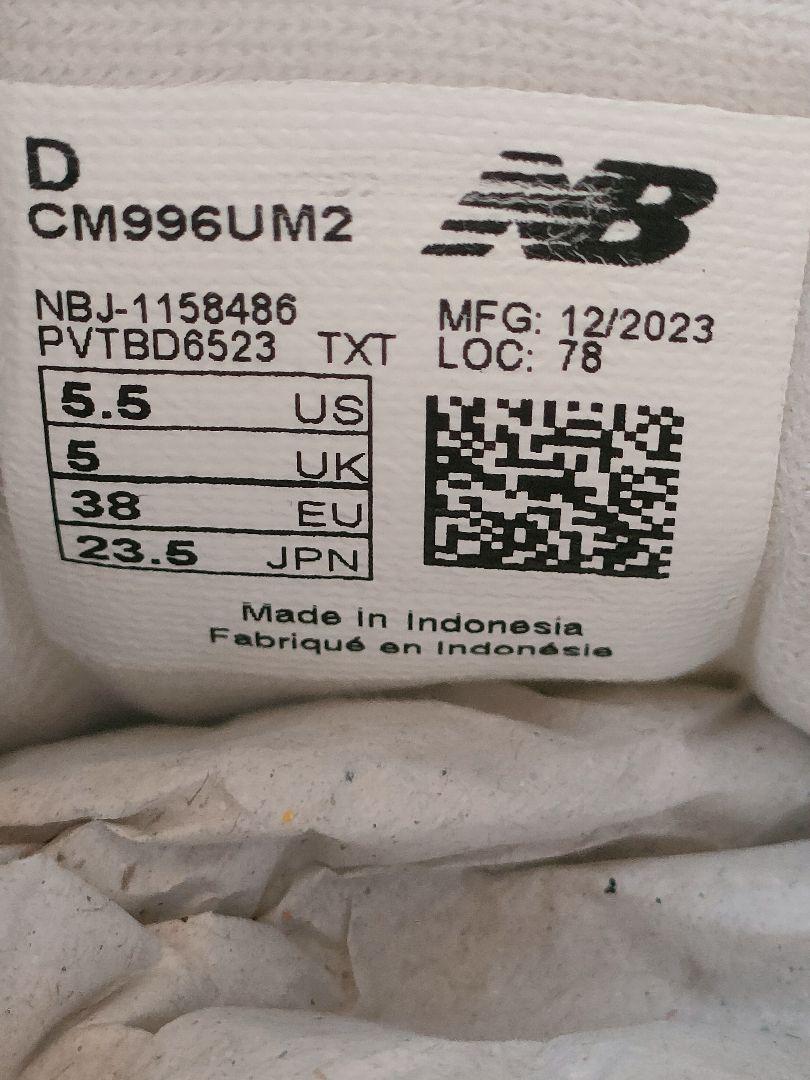 D
CM996UM2
NB
NBJ-1158486
PVTBD6523 TXT
MFG: 12/2023
LOC: 78
5.5 US
5 UK
38 EU
23.5 JPN
Made in Indonesia
Fabriqué en Indonésie